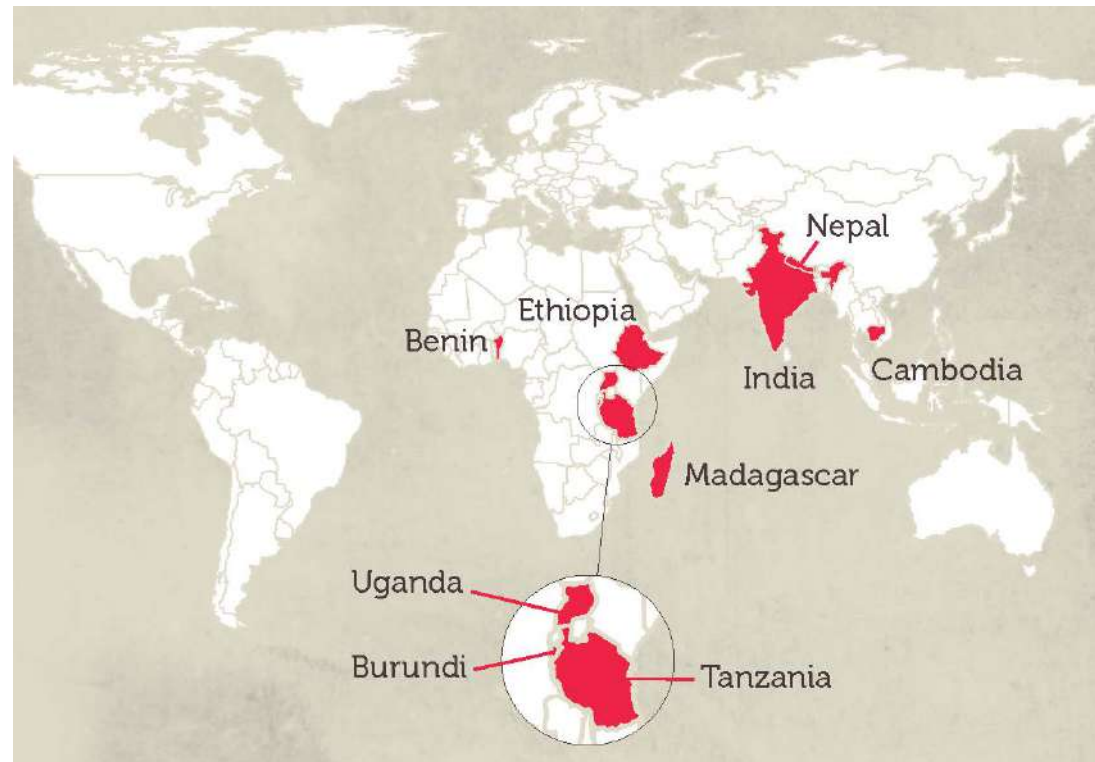 Nepal
Ethiopia
Benin
India
Cambodia
Madagascar
Uganda
Burundi
Tanzania